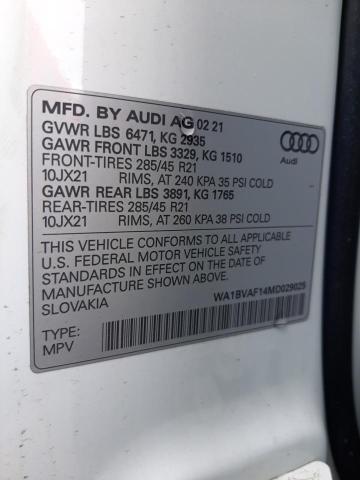 MFD. BY AUDI AG 02 21
GVWR LBS 6471, KG 2935
GAWR FRONT LBS 3329, KG 1510
FRONT-TIRES 285/45 R21
10JX21 RIMS, AT 240 KPA 35 PSI COLD
GAWR REAR LBS 3891, KG 1765
REAR-TIRES 285/45 R21
10JX21 RIMS, AT 260 KPA 38 PSI COLD
Audi
THIS VEHICLE CONFORMS TO ALL APPLICABLE
U.S. FEDERAL MOTOR VEHICLE SAFETY
STANDARDS IN EFFECT ON THE DATE OF
MANUFACTURE SHOWN ABOVE.
SLOVAKIA
WA1BVAF14MD029025
TYPE:
MPV